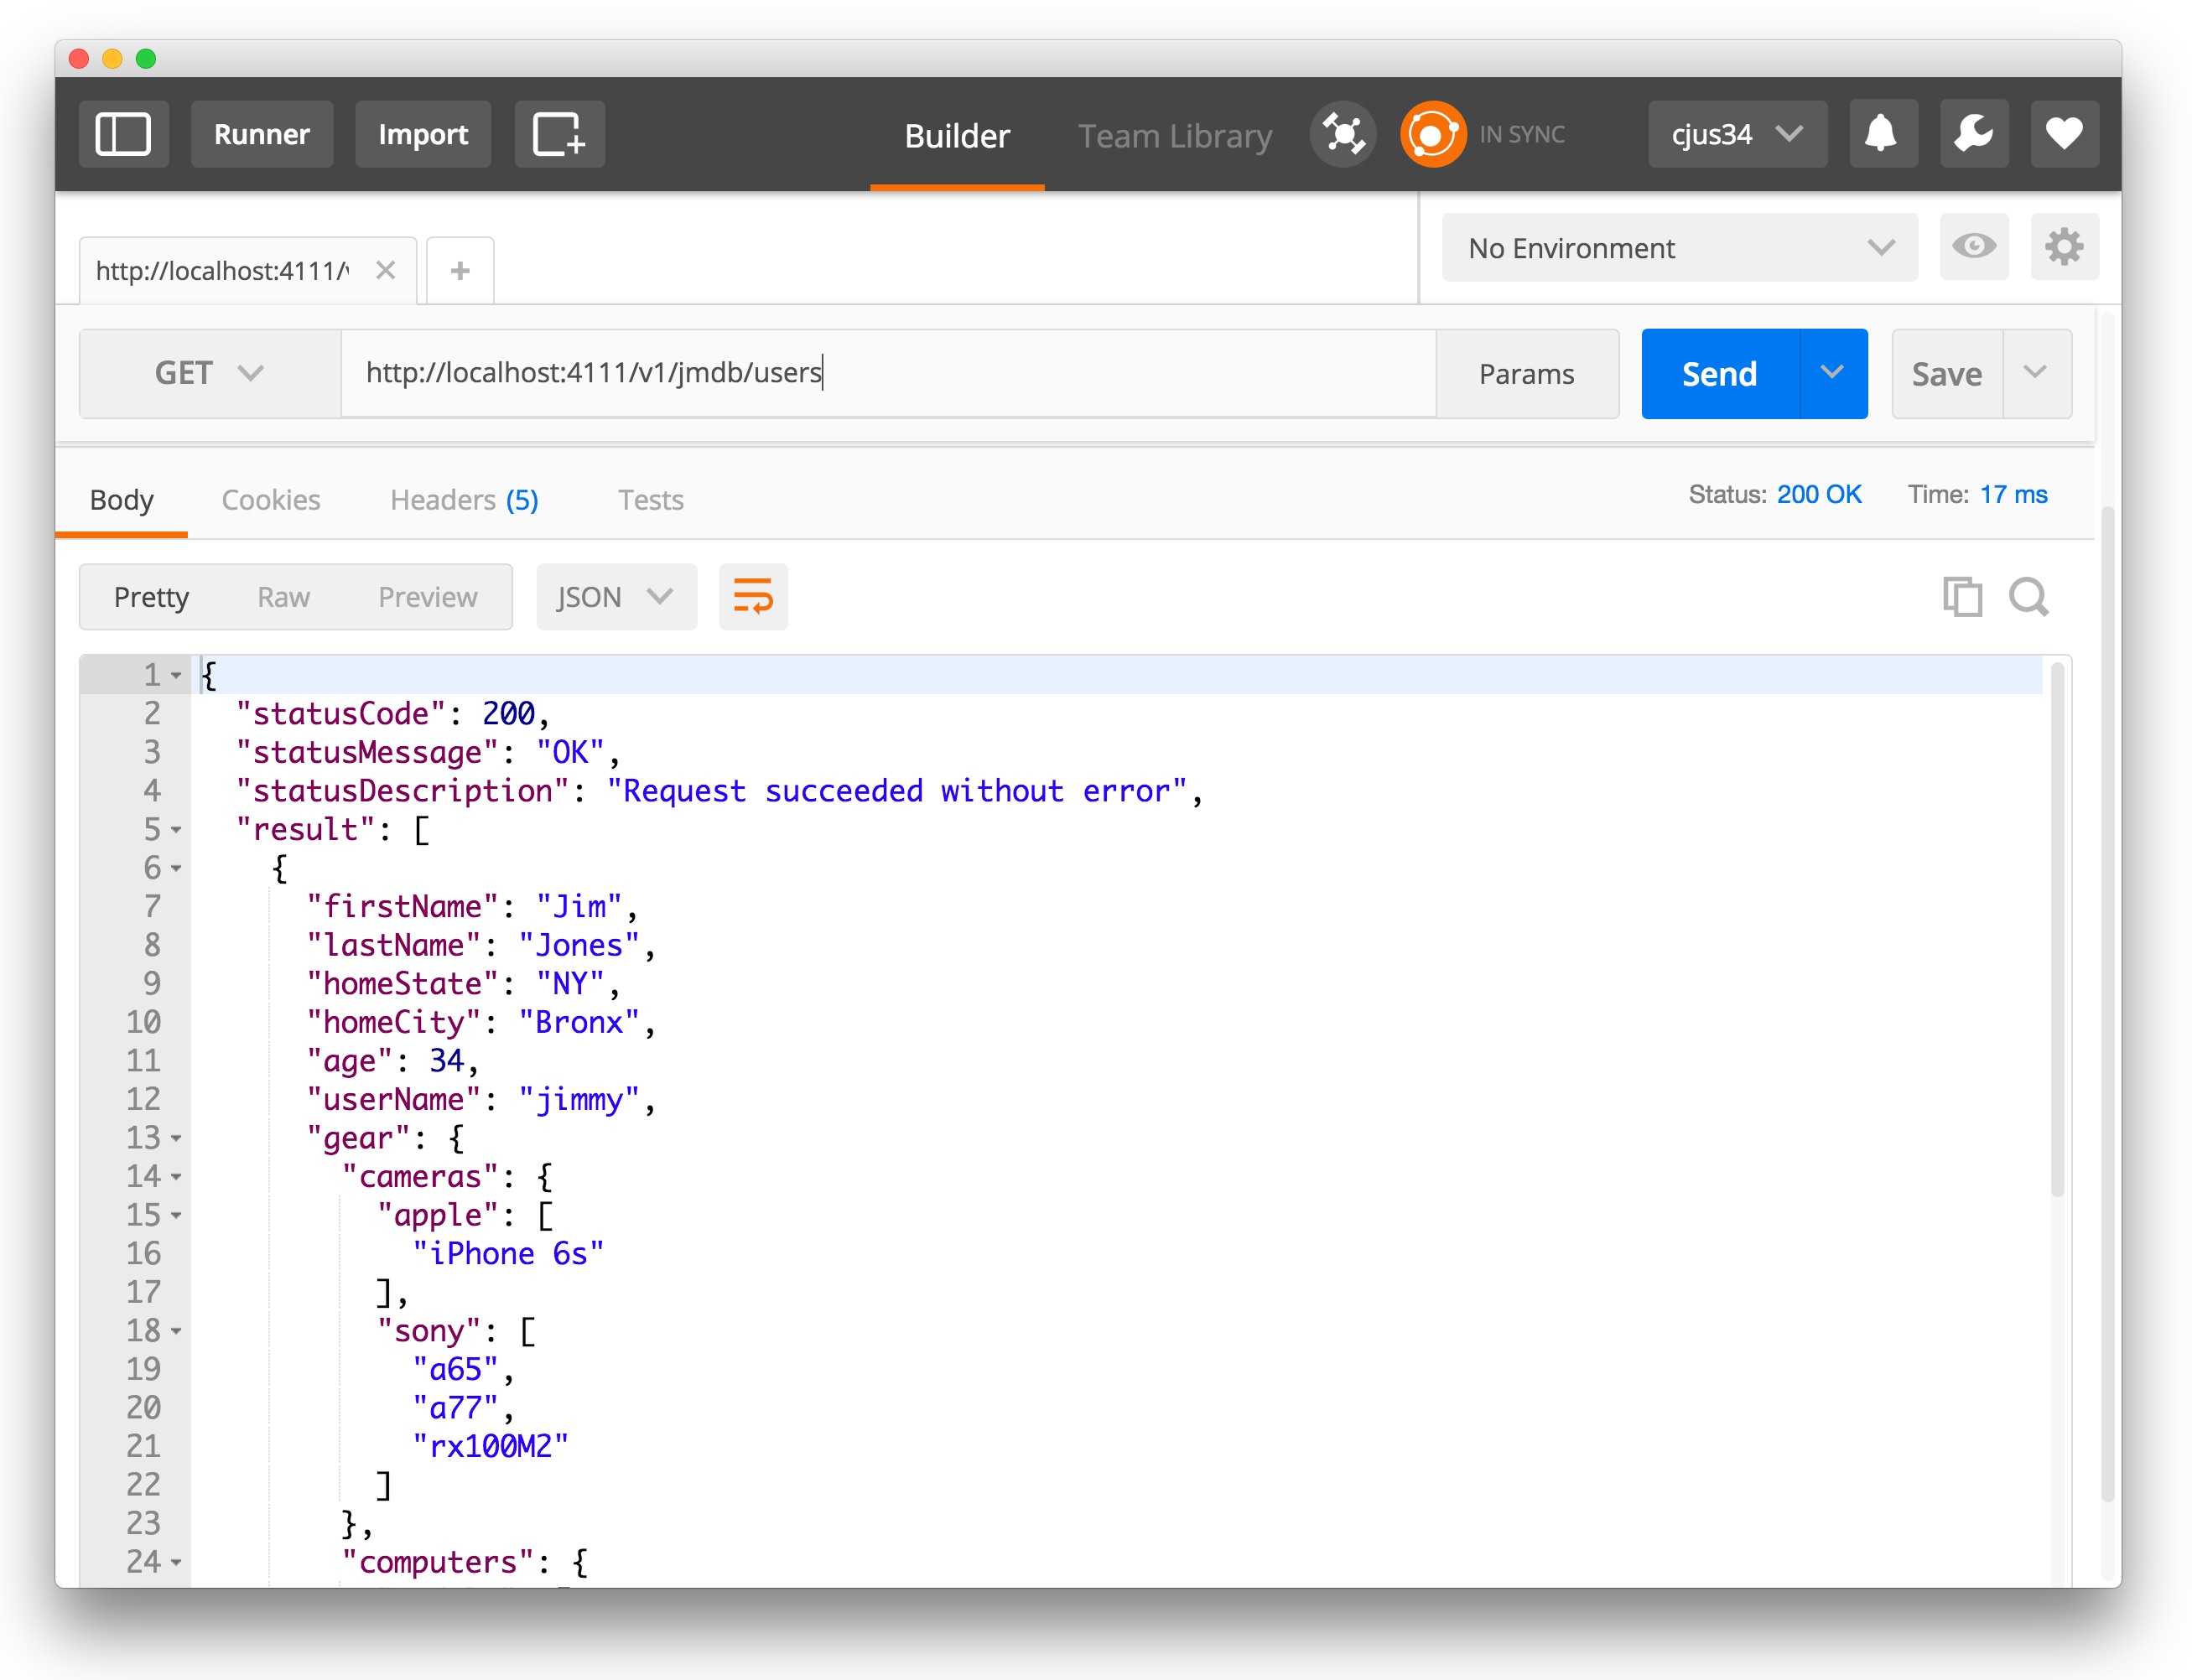 Runner Import Builder Team Library IN SYNC cjus34
http://localhost:4111/v No Environment
GET http://localhost:4111/v1/jmdb/users Params Send Save
Body Cookies Headers (5) Tests Status: 200 OK Time: 17 ms
Pretty Raw Preview JSON
1 {
2 "statusCode": 200,
3 "statusMessage": "OK",
4 "statusDescription": "Request succeeded without error",
5 "result": [
6 {
7 "firstName": "Jim",
8 "lastName": "Jones",
9 "homeState": "NY",
10 "homeCity": "Bronx",
11 "age": 34,
12 "userName": "jimmy",
13 "gear": {
14 "cameras": {
15 "apple": [
16 "iPhone 6s"
17 ],
18 "sony": [
19 "a65",
20 "a77",
21 "rx100M2"
22 ]
23 },
24 "computers": {